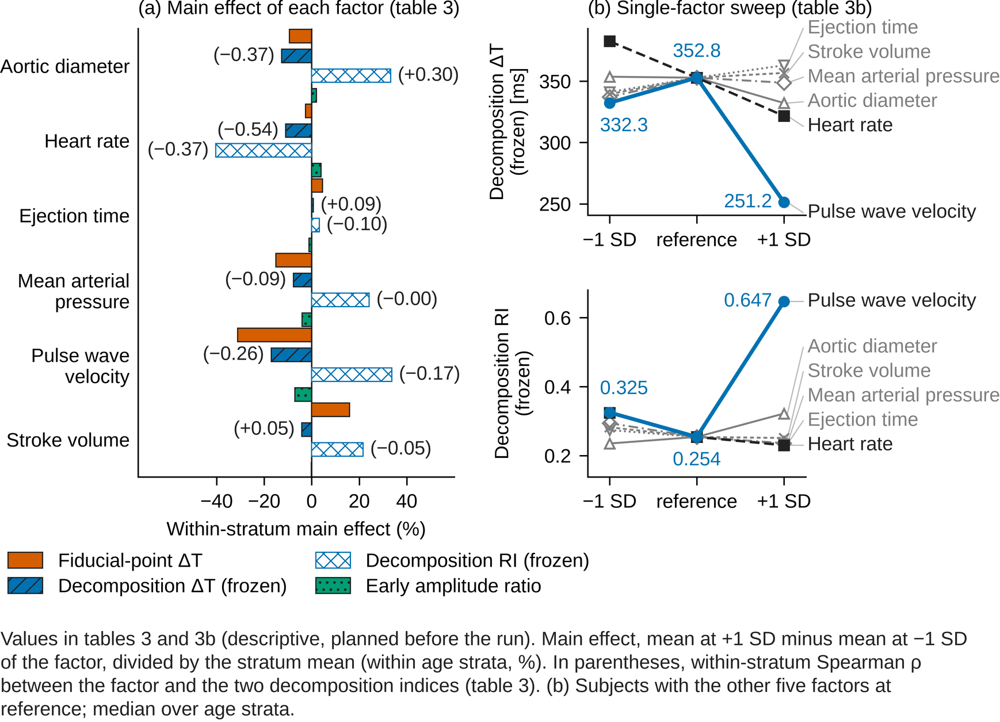 (a) Main effect of each factor (table 3)
Aortic diameter
(−0.37)
(+0.30)
Heart rate
(−0.54)
(−0.37)
Ejection time
(+0.09)
(−0.10)
Mean arterial
pressure
(−0.09)
(−0.00)
Pulse wave
velocity
(−0.26)
(−0.17)
Stroke volume
(+0.05)
(−0.05)
−40 −20 0 20 40
Within-stratum main effect (%)
Fiducial-point ΔT
Decomposition ΔT (frozen)
Decomposition RI (frozen)
Early amplitude ratio
(b) Single-factor sweep (table 3b)
Decomposition ΔT
(frozen) [ms]
350
300
250
352.8
332.3
251.2
Ejection time
Stroke volume
Mean arterial pressure
Aortic diameter
Heart rate
Pulse wave velocity
−1 SD reference +1 SD
Decomposition RI
(frozen)
0.6
0.4
0.2
0.647
0.325
0.254
Pulse wave velocity
Aortic diameter
Stroke volume
Mean arterial pressure
Ejection time
Heart rate
−1 SD reference +1 SD
Values in tables 3 and 3b (descriptive, planned before the run). Main effect, mean at +1 SD minus mean at −1 SD
of the factor, divided by the stratum mean (within age strata, %). In parentheses, within-stratum Spearman ρ
between the factor and the two decomposition indices (table 3). (b) Subjects with the other five factors at
reference; median over age strata.